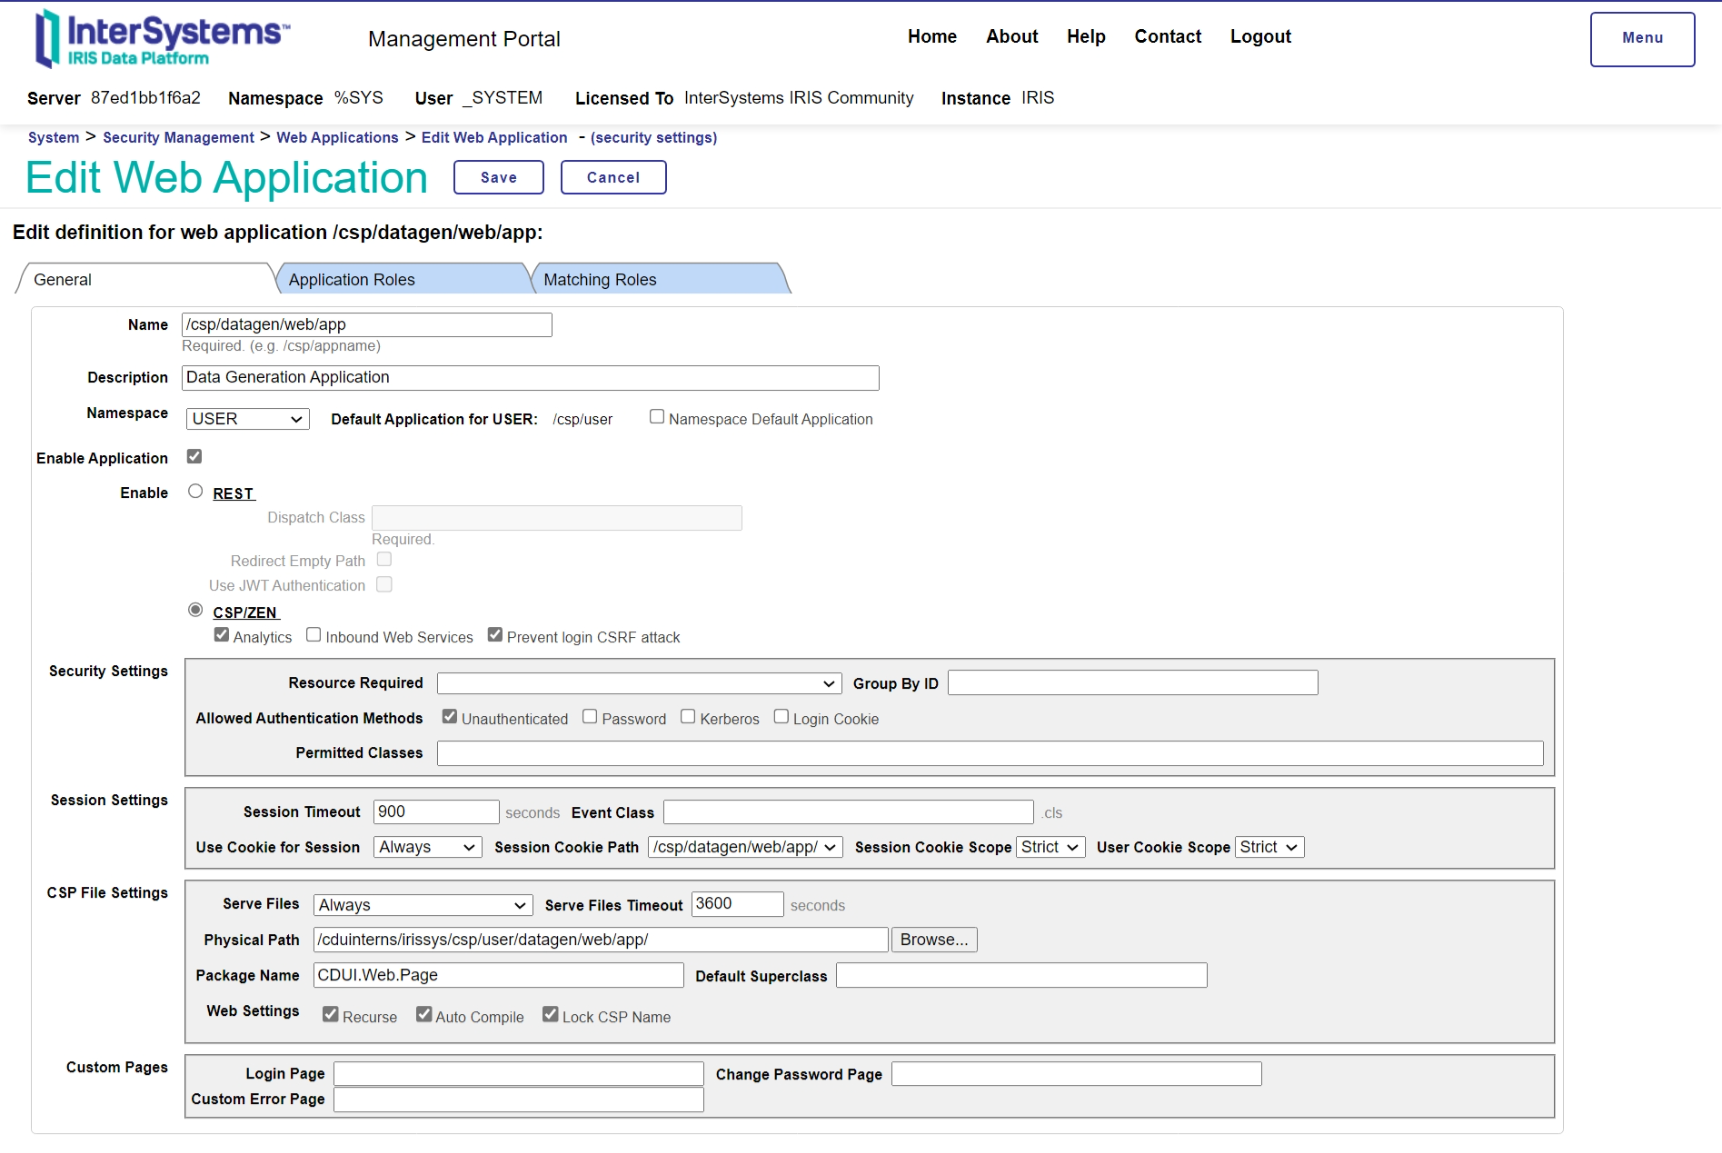 InterSystems™
IRIS Data Platform
Management Portal
Home About Help Contact Logout
Menu
Server 87ed1bb1f6a2 Namespace %SYS User _SYSTEM Licensed To InterSystems IRIS Community Instance IRIS
System > Security Management > Web Applications > Edit Web Application - (security settings)
Edit Web Application Save Cancel
Edit definition for web application /csp/datagen/web/app:
General Application Roles Matching Roles
Name /csp/datagen/web/app
Required. (e.g. /csp/appname)
Description Data Generation Application
Namespace USER Default Application for USER: /csp/user Namespace Default Application
Enable Application
Enable REST
Dispatch Class
Required.
Redirect Empty Path
Use JWT Authentication
CSP/ZEN
Analytics Inbound Web Services Prevent login CSRF attack
Security Settings
Resource Required Group By ID
Allowed Authentication Methods Unauthenticated Password Kerberos Login Cookie
Permitted Classes
Session Settings
Session Timeout 900 seconds Event Class .cls
Use Cookie for Session Always Session Cookie Path /csp/datagen/web/app/ Session Cookie Scope Strict User Cookie Scope Strict
CSP File Settings
Serve Files Always Serve Files Timeout 3600 seconds
Physical Path /cduinterns/irissys/csp/user/datagen/web/app/ Browse...
Package Name CDUI.Web.Page Default Superclass
Web Settings Recurse Auto Compile Lock CSP Name
Custom Pages
Login Page Change Password Page
Custom Error Page